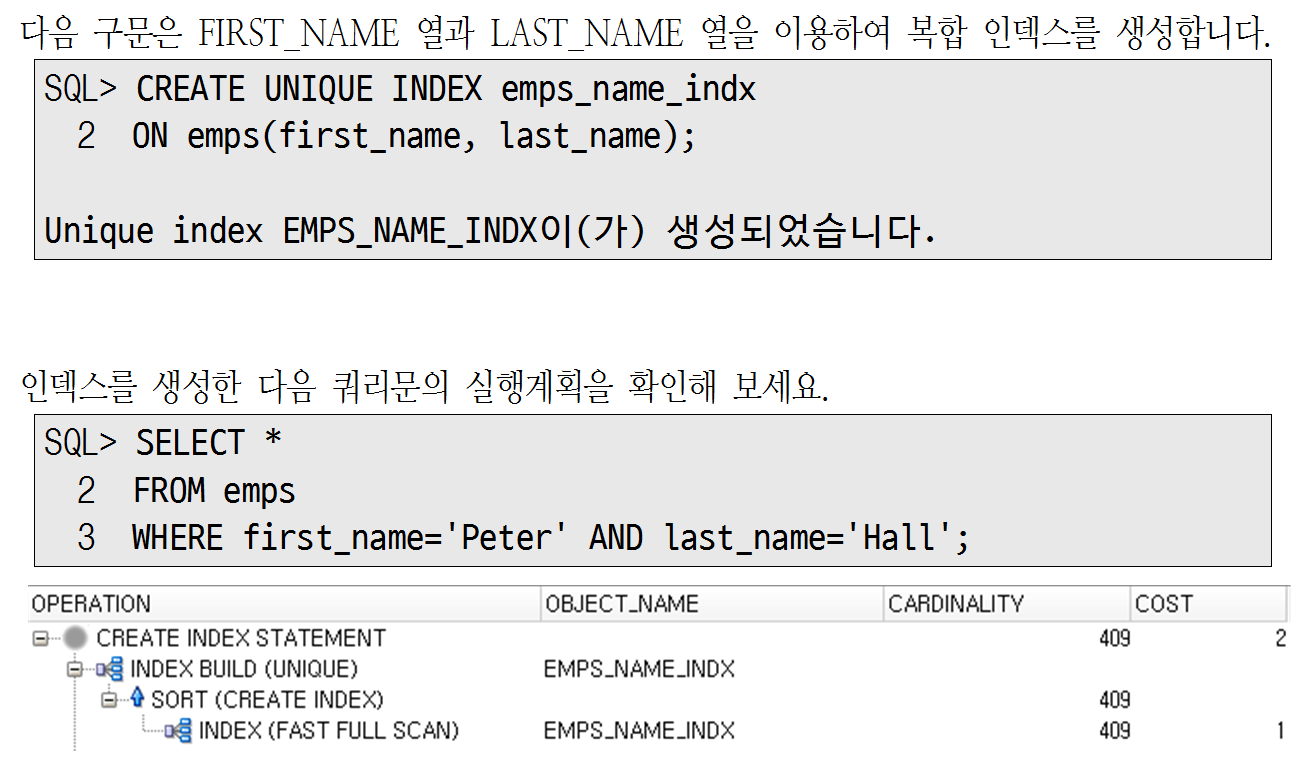 다음 구문은 FIRST_NAME 열과 LAST_NAME 열을 이용하여 복합 인덱스를 생성합니다.
SQL> CREATE UNIQUE INDEX emps_name_indx
2 ON emps(first_name, last_name);
Unique index EMPS_NAME_INDX이(가) 생성되었습니다.
인덱스를 생성한 다음 쿼리문의 실행계획을 확인해 보세요.
SQL> SELECT *
2 FROM emps
3 WHERE first_name='Peter' AND last_name='Hall';
OPERATION OBJECT_NAME CARDINALITY COST
CREATE INDEX STATEMENT 409 2
INDEX BUILD (UNIQUE) EMPS_NAME_INDX
SORT (CREATE INDEX) 409
INDEX (FAST FULL SCAN) EMPS_NAME_INDX 409 1